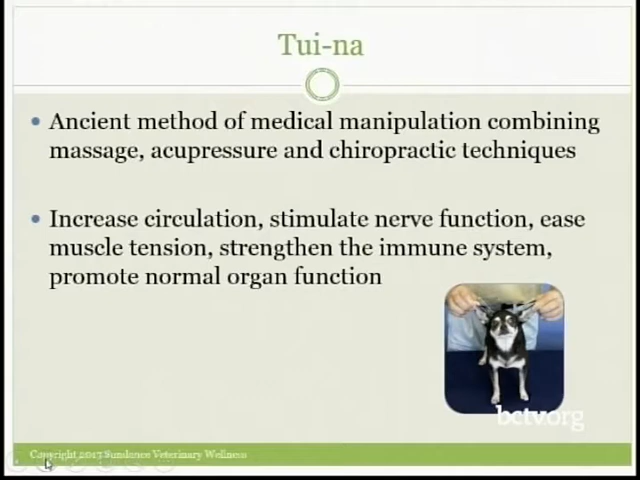 Tui-na
Ancient method of medical manipulation combining
massage, acupressure and chiropractic techniques
Increase circulation, stimulate nerve function, ease
muscle tension, strengthen the immune system,
promote normal organ function
bctv.org
Copyright 2013 Sundance Veterinary Wellness